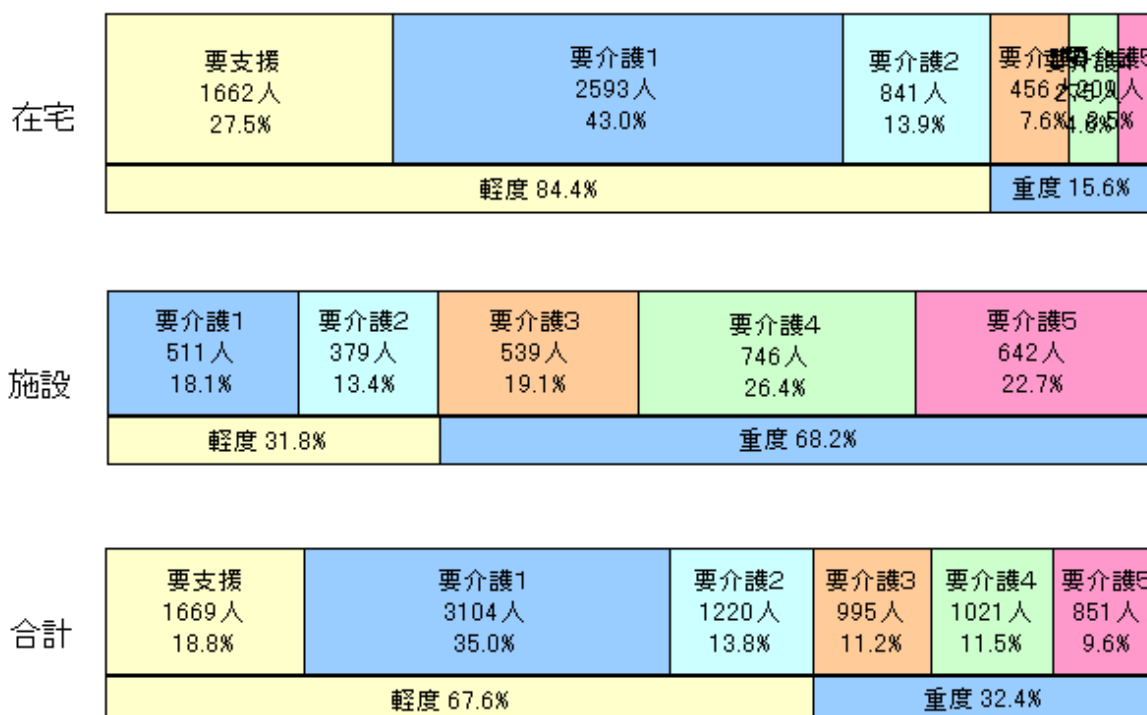 在宅
要支援
1662人
27.5%
要介護1
2593人
43.0%
要介護2
841人
13.9%
456
7.6%
軽度 84.4%
重度 15.6%
施設
要介護1
511人
18.1%
要介護2
379人
13.4%
要介護3
539人
19.1%
要介護4
746人
26.4%
要介護5
642人
22.7%
軽度 31.8%
重度 68.2%
合計
要支援
1669人
18.8%
要介護1
3104人
35.0%
要介護2
1220人
13.8%
要介護3
995人
11.2%
要介護4
1021人
11.5%
要介護5
851人
9.6%
軽度 67.6%
重度 32.4%